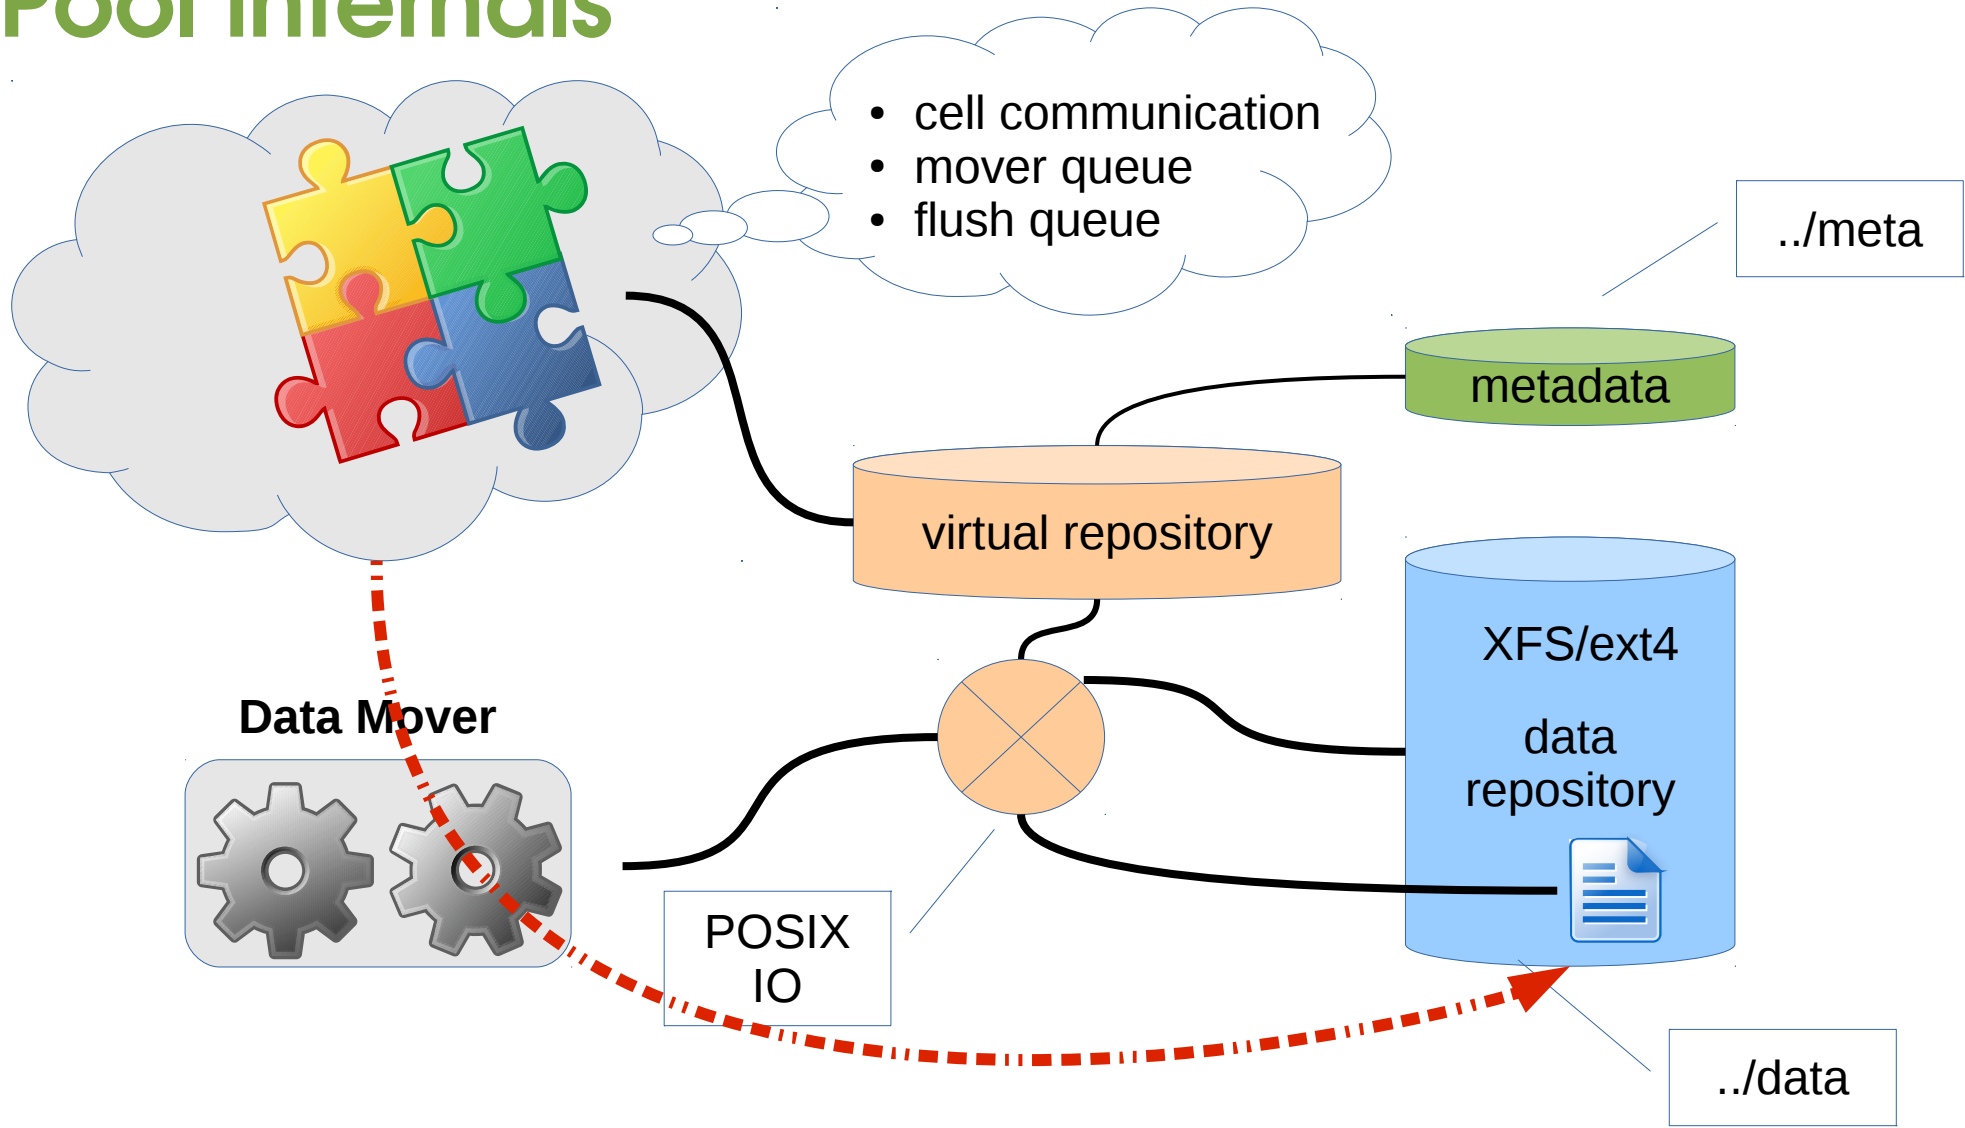 Pool internals
• cell communication
• mover queue
• flush queue
../meta
metadata
virtual repository
XFS/ext4
data
repository
Data Mover
POSIX
IO
../data